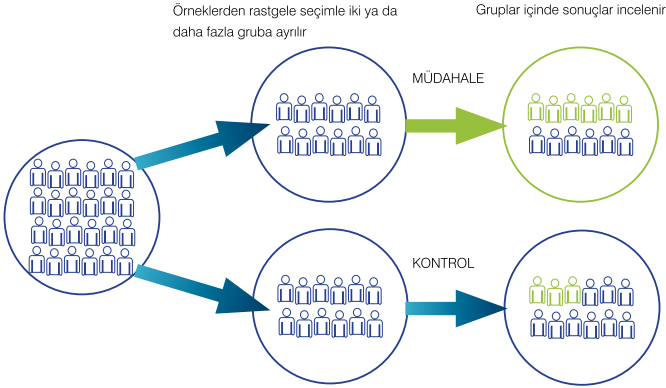 Örneklerden rastgele seçimle iki ya da
daha fazla gruba ayrılır
Gruplar içinde sonuçlar incelenir
MÜDAHALE
KONTROL